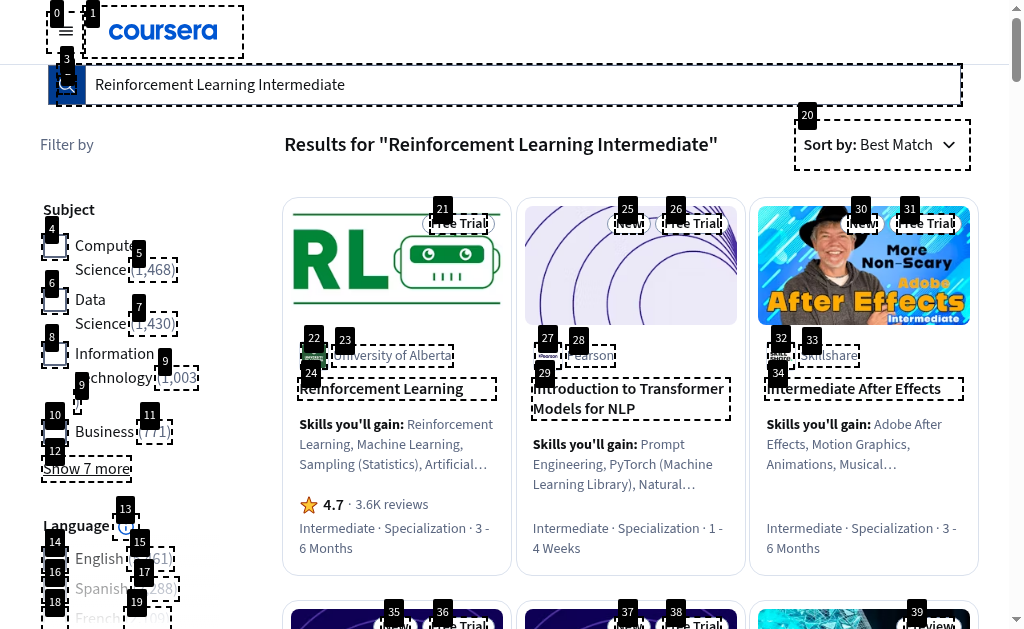 0
1
coursera
3
Reinforcement Learning Intermediate
20
Filter by
Results for "Reinforcement Learning Intermediate"
Sort by: Best Match
Subject
4
5
Science (1,468)
6
Data
7
Science (1,430)
8
Information
9
(1,003
9
)
10
11
Business (771)
12
Show 7 more
Language
13
14
15
English
16
17
Spanish
18
19
21
Free Trial
RL
22
23
University of Alberta
24
Reinforcement Learning
Skills you'll gain: Reinforcement
Learning, Machine Learning,
Sampling (Statistics), Artificial…
4.7 · 3.6K reviews
Intermediate · Specialization · 3 -
6 Months
25
26
New
Free Trial
27
28
Pearson
29
Introduction to Transformer
Models for NLP
Skills you'll gain: Prompt
Engineering, PyTorch (Machine
Learning Library), Natural…
Intermediate · Specialization · 1 -
4 Weeks
30
31
New
Free Trial
More
Non-Scary
Adobe
After Effects
Intermediate
32
33
Skillshare
34
Intermediate After Effects
Skills you'll gain: Adobe After
Effects, Motion Graphics,
Animations, Musical…
Intermediate · Specialization · 3 -
6 Months
35
36
New
Free Trial
37
38
New
Free Trial
39
Preview